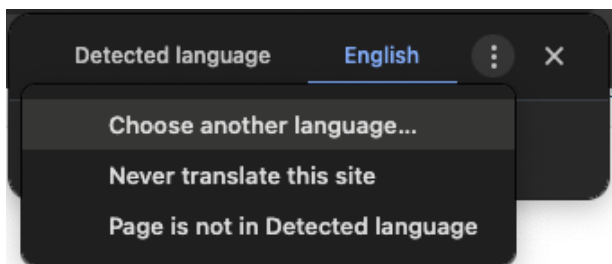 Detected language English
Choose another language...
Never translate this site
Page is not in Detected language